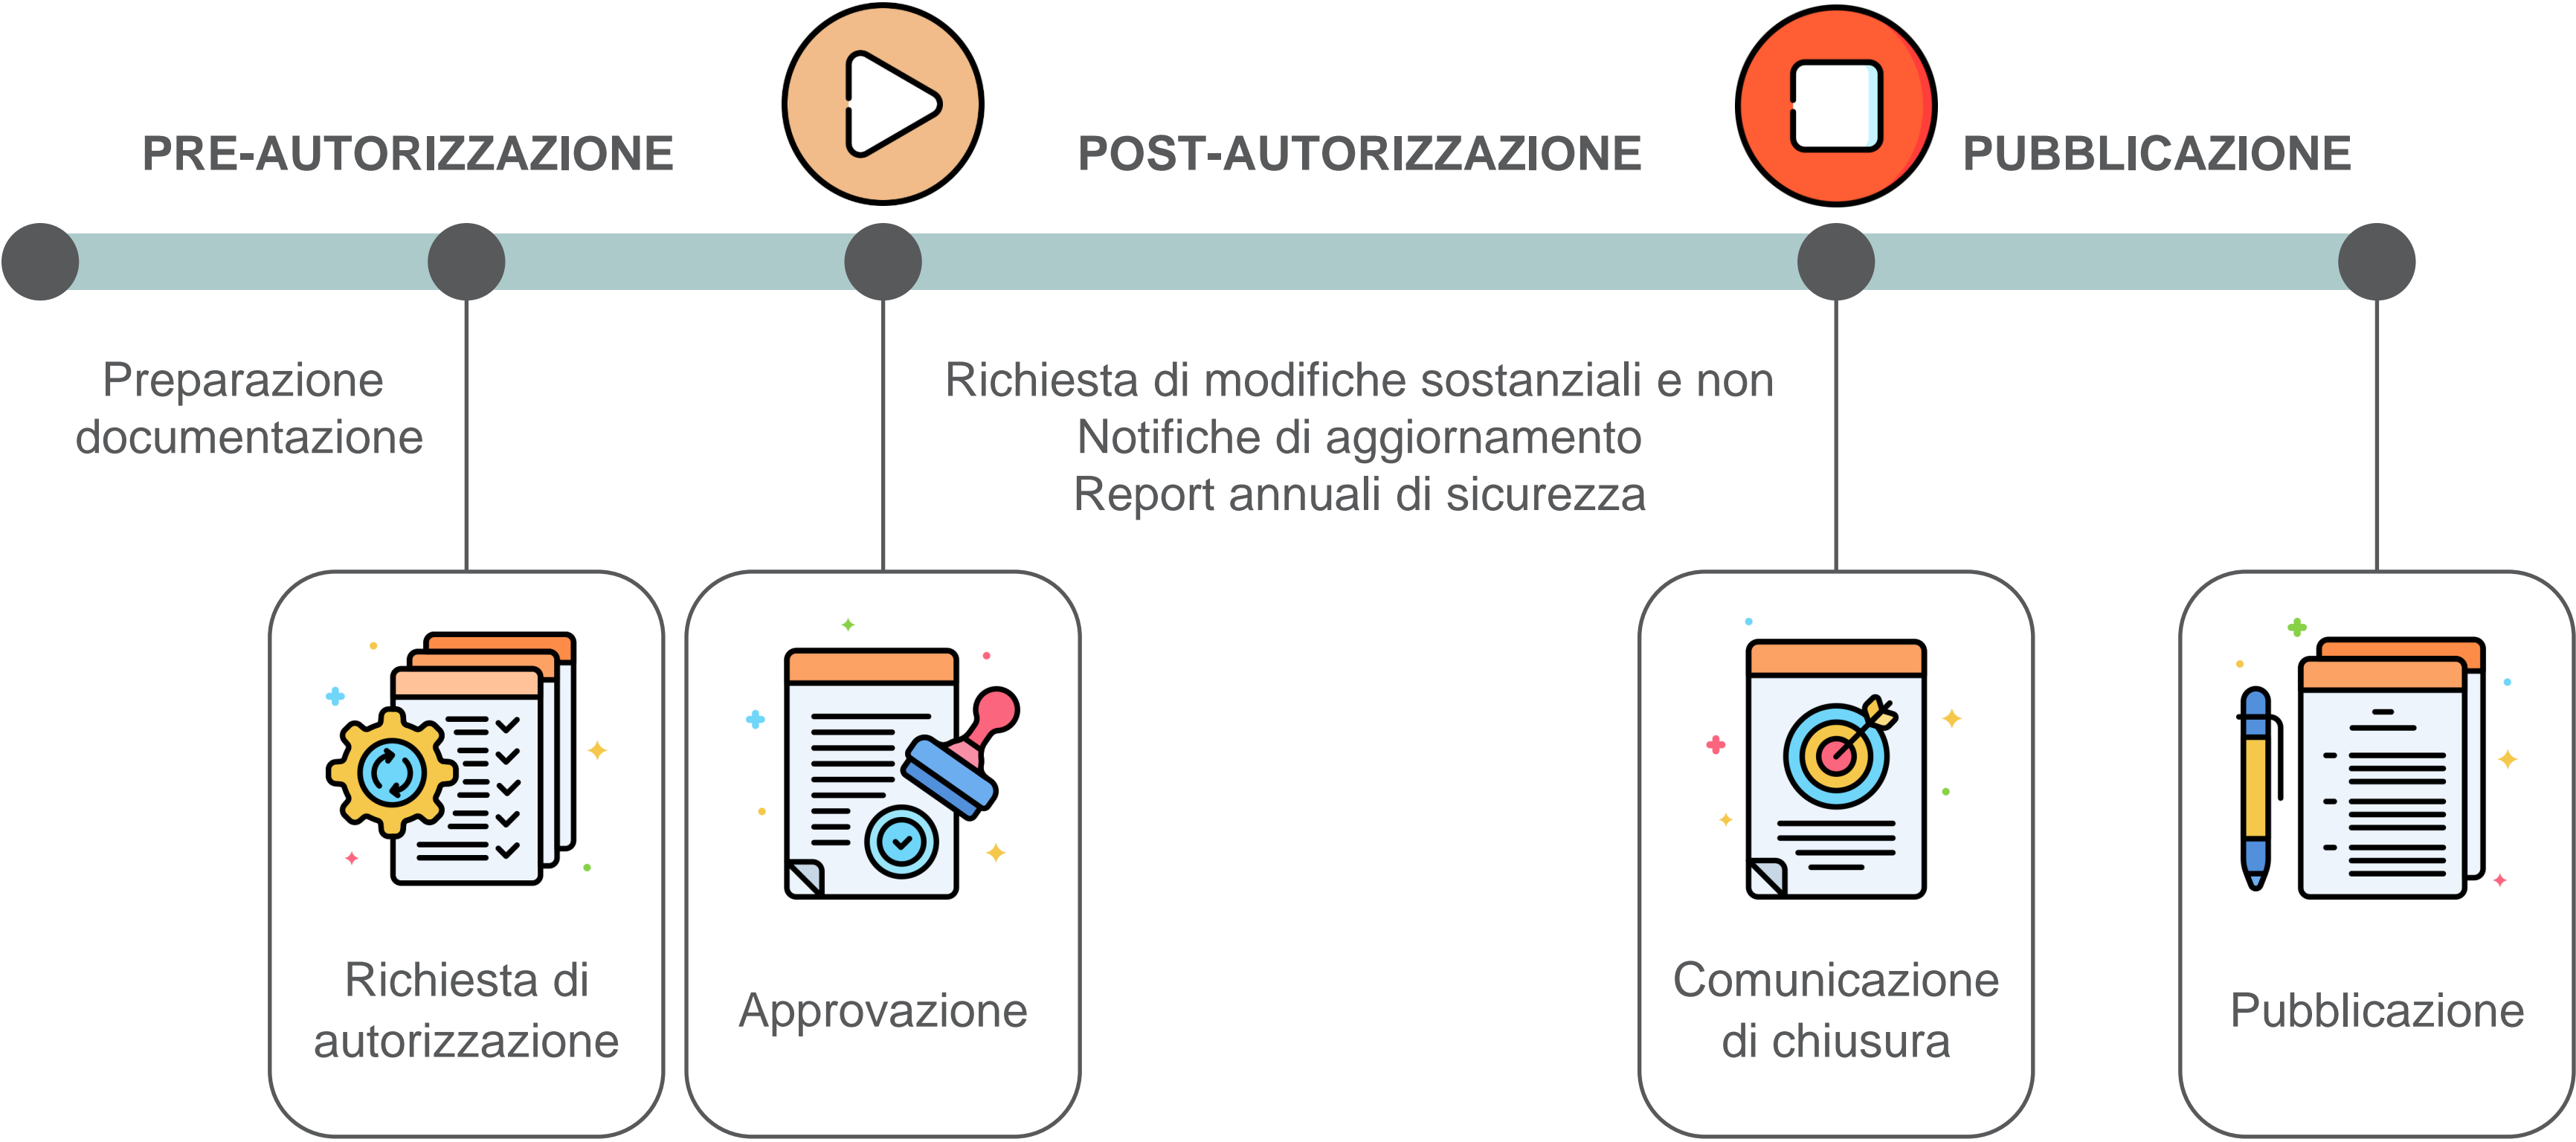 PRE-AUTORIZZAZIONE
POST-AUTORIZZAZIONE
PUBBLICAZIONE
Preparazione
documentazione
Richiesta di modifiche sostanziali e non
Notifiche di aggiornamento
Report annuali di sicurezza
Richiesta di
autorizzazione
Approvazione
Comunicazione
di chiusura
Pubblicazione